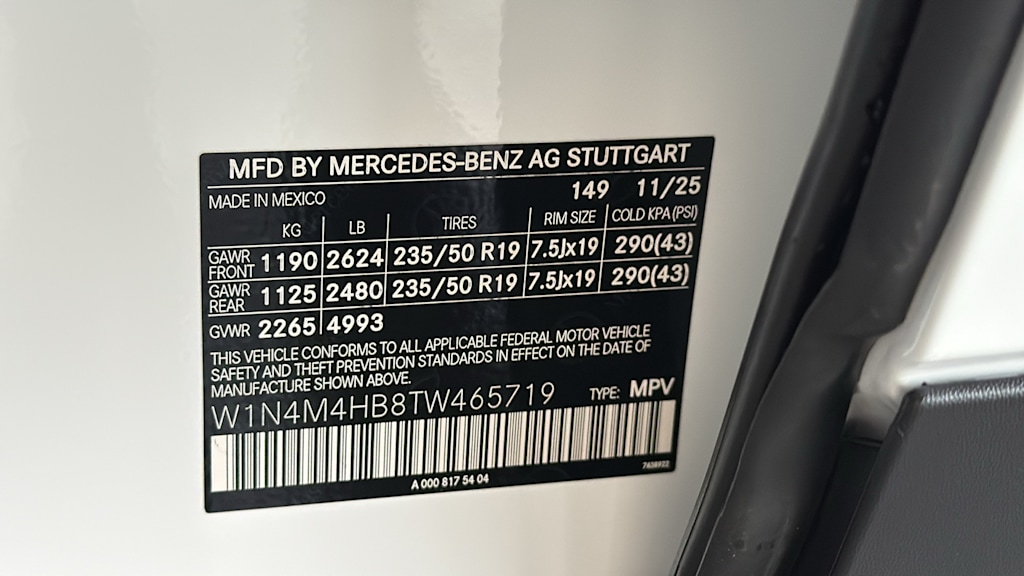 MFD BY MERCEDES-BENZ AG STUTTGART
MADE IN MEXICO 149 11/25
KG LB TIRES RIM SIZE COLD KPA (PSI)
GAWR FRONT 1190 2624 235/50 R19 7.5Jx19 290(43)
GAWR REAR 1125 2480 235/50 R19 7.5Jx19 290(43)
GVWR 2265 4993
THIS VEHICLE CONFORMS TO ALL APPLICABLE FEDERAL MOTOR VEHICLE
SAFETY AND THEFT PREVENTION STANDARDS IN EFFECT ON THE DATE OF
MANUFACTURE SHOWN ABOVE.
W1N4M4HB8TW465719 TYPE: MPV
7408922
A 000 817 54 04